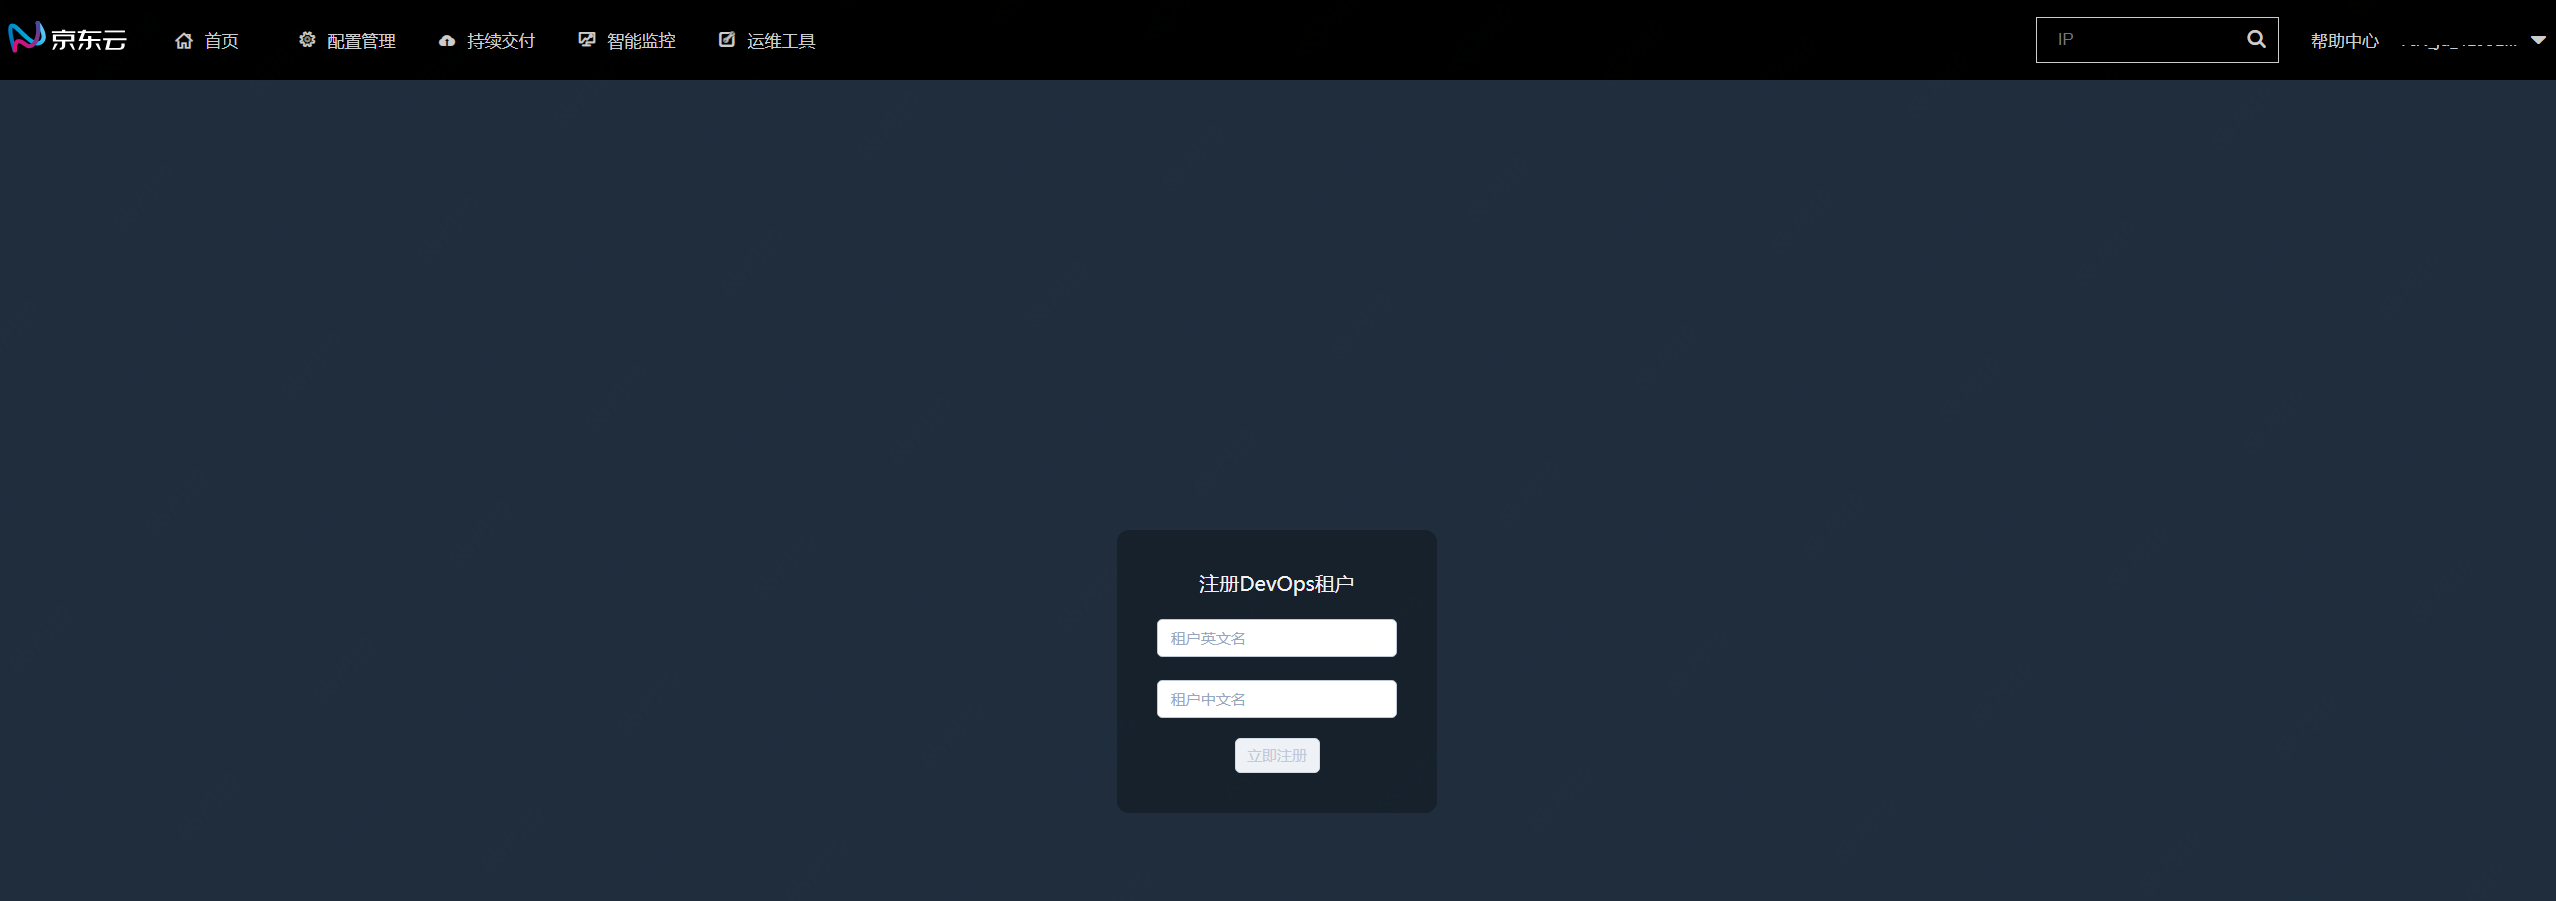 京东云
首页 配置管理 持续交付 智能监控 运维工具 IP 帮助中心
注册DevOps租户
租户英文名
租户中文名
立即注册